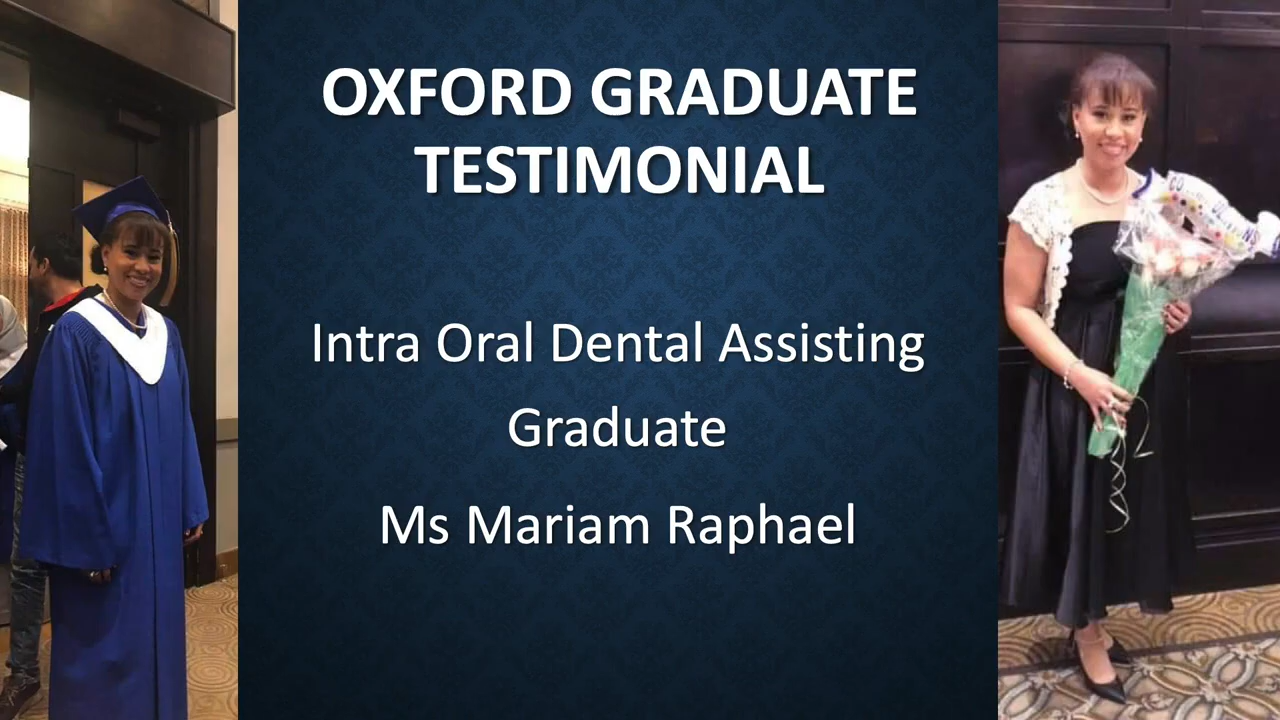 OXFORD GRADUATE
TESTIMONIAL
Intra Oral Dental Assisting
Graduate
Ms Mariam Raphael